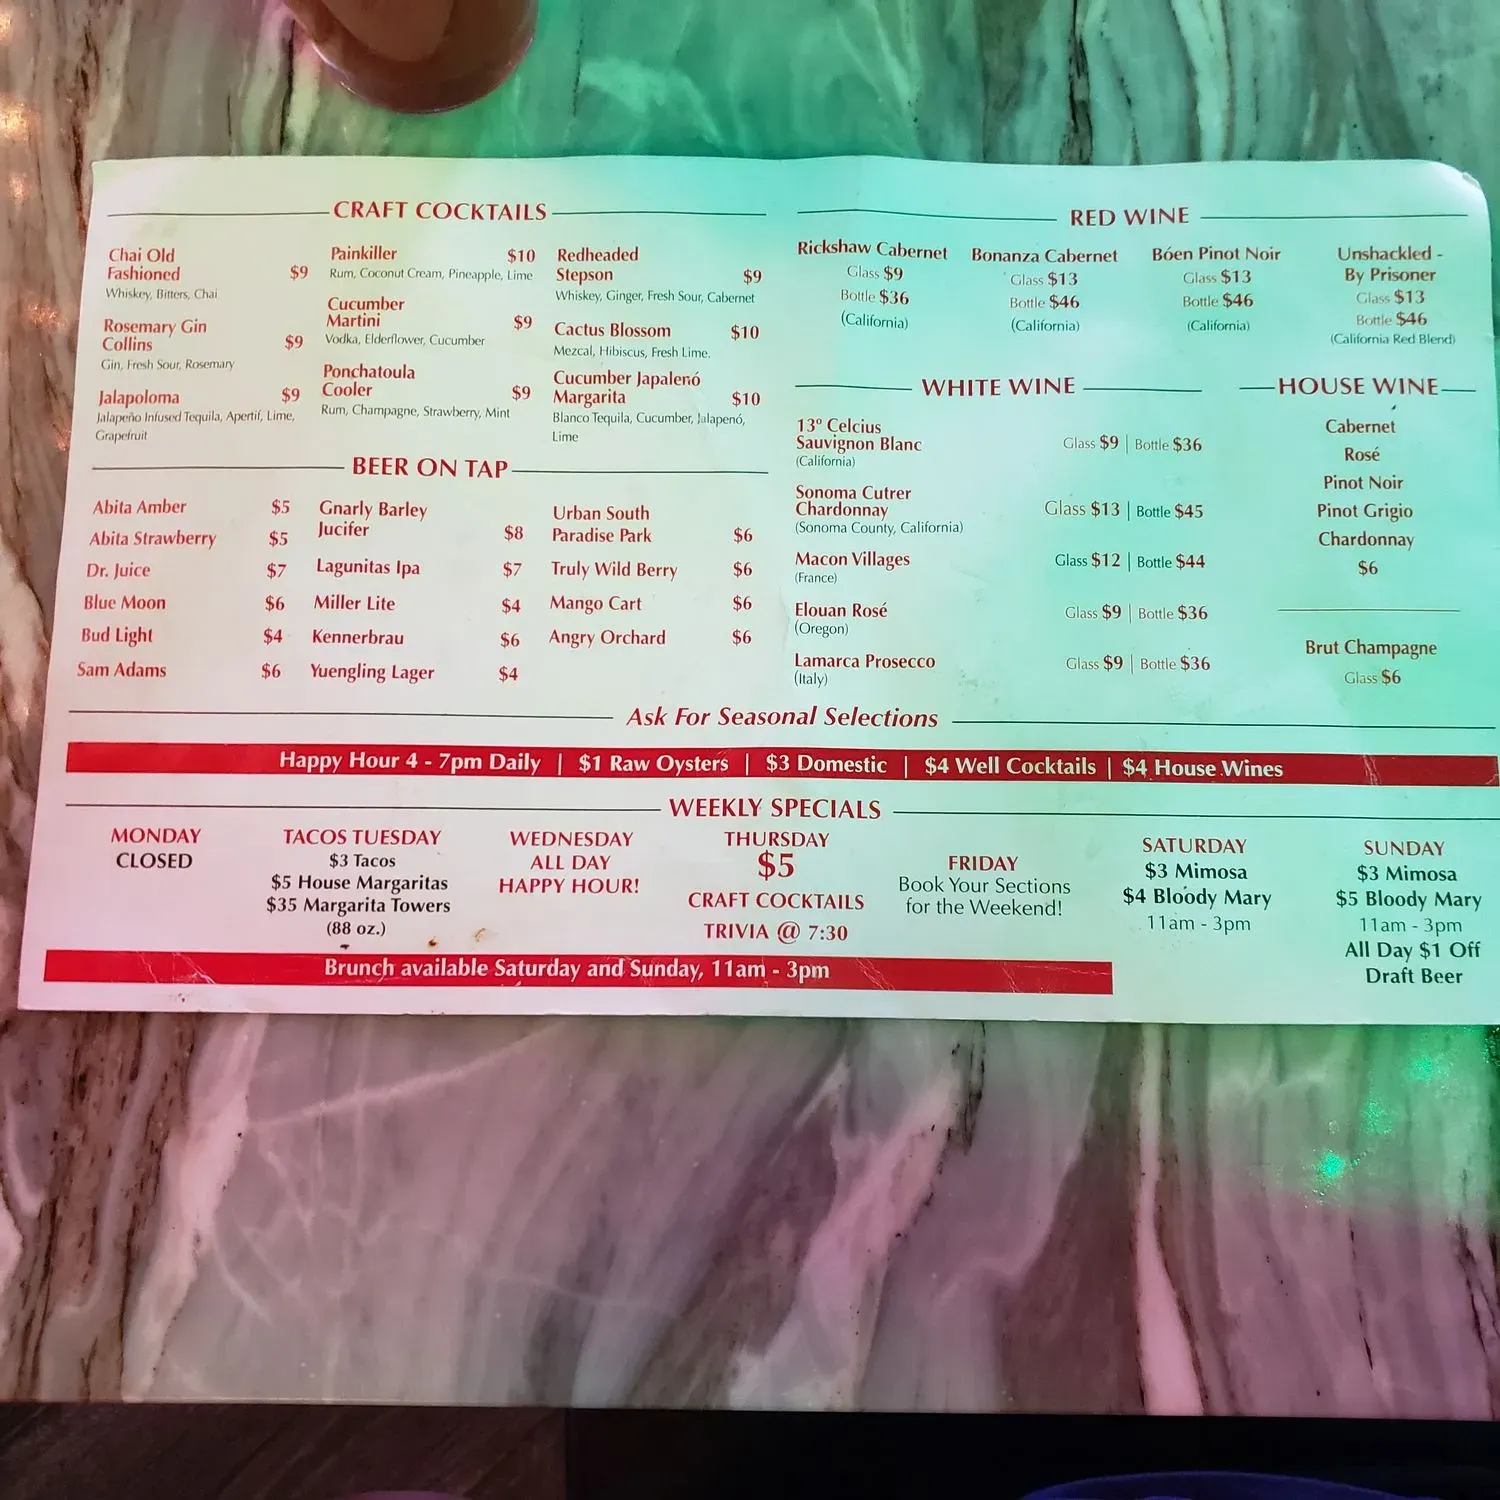 CRAFT COCKTAILS
Chai Old
Fashioned $9
Whiskey, Bitters, Chai
Rosemary Gin
Collins $9
Gin, Fresh Sour, Rosemary
Jalapoloma $9
Jalapeño Infused Tequila, Apertif, Lime,
Grapefruit
Painkiller $10
Rum, Coconut Cream, Pineapple, Lime
Cucumber
Martini $9
Vodka, Elderflower, Cucumber
Ponchatoula
Cooler $9
Rum, Champagne, Strawberry, Mint
Redheaded
Stepson $9
Whiskey, Ginger, Fresh Sour, Cabernet
Cactus Blossom $10
Mezcal, Hibiscus, Fresh Lime.
Cucumber Japalenó
Margarita $10
Blanco Tequila, Cucumber, Jalapenó,
Lime
BEER ON TAP
Abita Amber $5
Abita Strawberry $5
Dr. Juice $7
Blue Moon $6
Bud Light $4
Sam Adams $6
Gnarly Barley
Jucifer $8
Lagunitas Ipa $7
Miller Lite $4
Kennerbrau $6
Yuengling Lager $4
Urban South
Paradise Park $6
Truly Wild Berry $6
Mango Cart $6
Angry Orchard $6
RED WINE
Rickshaw Cabernet
Glass $9
Bottle $36
(California)
Bonanza Cabernet
Glass $13
Bottle $46
(California)
Bóen Pinot Noir
Glass $13
Bottle $46
(California)
Unshackled -
By Prisoner
Glass $13
Bottle $46
(California Red Blend)
WHITE WINE
13º Celcius
Sauvignon Blanc Glass $9 | Bottle $36
(California)
Sonoma Cutrer
Chardonnay Glass $13 | Bottle $45
(Sonoma County, California)
Macon Villages Glass $12 | Bottle $44
(France)
Elouan Rosé Glass $9 | Bottle $36
(Oregon)
Lamarca Prosecco Glass $9 | Bottle $36
(Italy)
HOUSE WINE
Cabernet
Rosé
Pinot Noir
Pinot Grigio
Chardonnay
$6
Brut Champagne
Glass $6
Ask For Seasonal Selections
Happy Hour 4 - 7pm Daily | $1 Raw Oysters | $3 Domestic | $4 Well Cocktails | $4 House Wines
WEEKLY SPECIALS
MONDAY
CLOSED
TACOS TUESDAY
$3 Tacos
$5 House Margaritas
$35 Margarita Towers
(88 oz.)
WEDNESDAY
ALL DAY
HAPPY HOUR!
THURSDAY
$5
CRAFT COCKTAILS
TRIVIA @ 7:30
FRIDAY
Book Your Sections
for the Weekend!
SATURDAY
$3 Mimosa
$4 Bloody Mary
11am - 3pm
SUNDAY
$3 Mimosa
$5 Bloody Mary
11am - 3pm
All Day $1 Off
Draft Beer
Brunch available Saturday and Sunday, 11am - 3pm